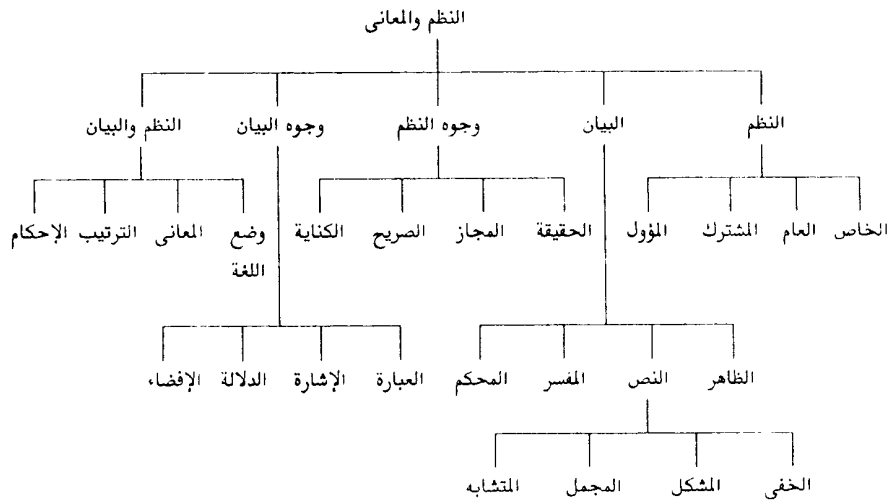 النظم والمعانى
النظم
البيان
وجوه النظم
وجوه البيان
النظم والبيان
الخاص
العام
المشترك
المؤول
الحقيقة
المجاز
الصريح
الكناية
وضع
اللغة
المعانى
الترتيب
الإحكام
الظاهر
النص
المفسر
المحكم
العبارة
الإشارة
الدلالة
الإفضاء
الخفى
المشكل
المجمل
المتشابه